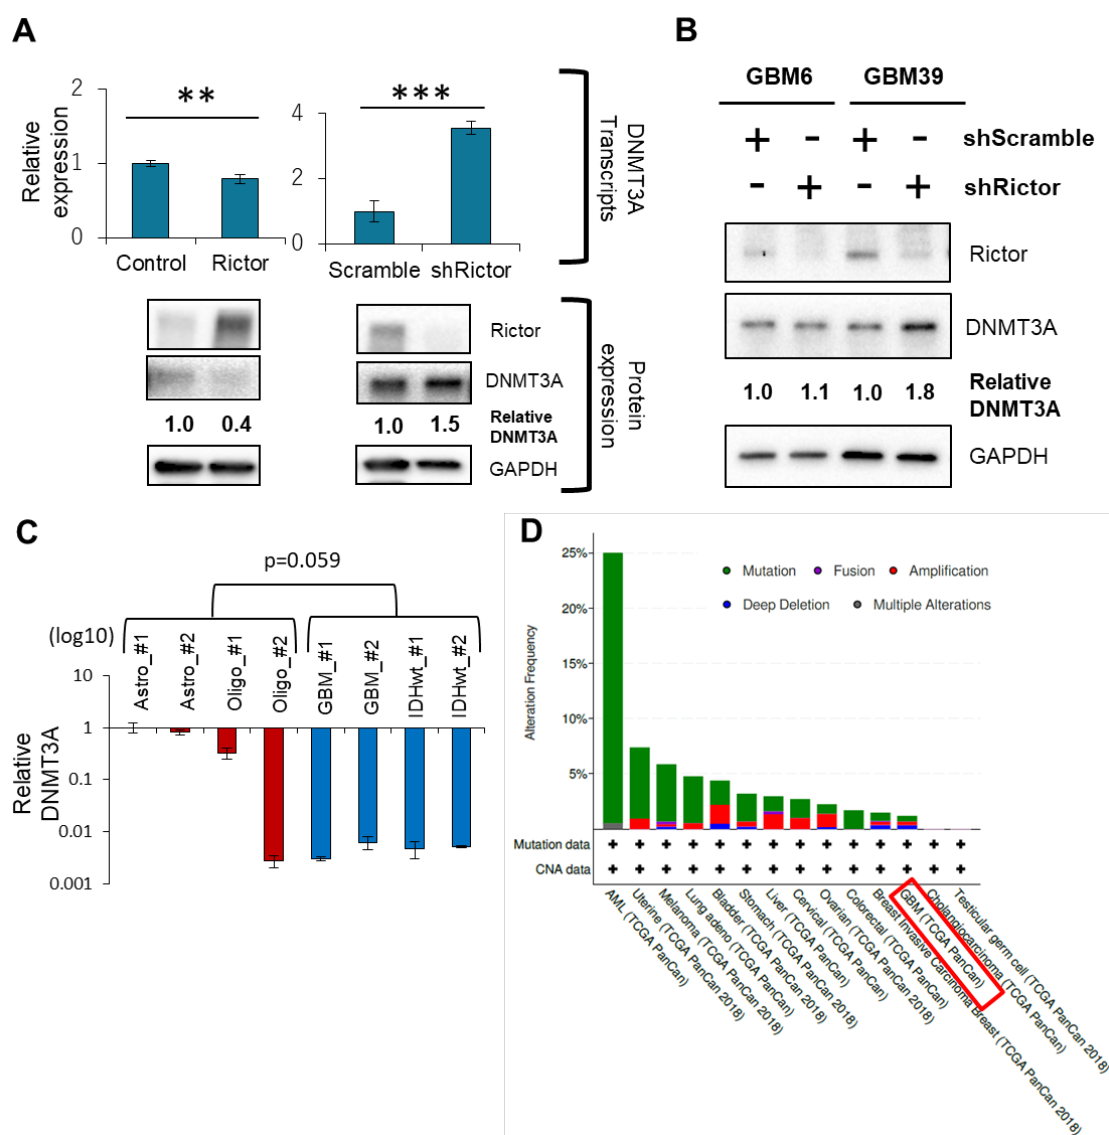 A
Relative expression
2
1
0
**
Control
Rictor
4
2
0
***
Scramble
shRictor
DNMT3A Transcripts
Rictor
DNMT3A
1.0 0.4
1.0 1.5
Relative DNMT3A
GAPDH
Protein expression
B
GBM6 GBM39
+ - + - shScramble
- + - + shRictor
Rictor
DNMT3A
1.0 1.1 1.0 1.8
Relative DNMT3A
GAPDH
C
p=0.059
(log10)
Astro_#1
Astro_#2
Oligo_#1
Oligo_#2
GBM_#1
GBM_#2
IDHwt_#1
IDHwt_#2
Relative DNMT3A
10
1
0.1
0.01
0.001
D
Alteration Frequency
25%
20%
15%
10%
5%
Mutation
Fusion
Amplification
Deep Deletion
Multiple Alterations
Mutation data + + + + + + + + + + + + + +
CNA data + + + + + + + + + + + + + +
AML (TCGA PanCan)
Uterine (TCGA PanCan 2018)
Melanoma (TCGA PanCan 2018)
Lung adeno (TCGA PanCan 2018)
Bladder (TCGA PanCan 2018)
Stomach (TCGA PanCan 2018)
Liver (TCGA PanCan)
Cervical (TCGA PanCan)
Ovarian (TCGA PanCan 2018)
Colorectal (TCGA PanCan)
Breast Invasive Carcinoma Breast (TCGA PanCan 2018)
GBM (TCGA PanCan)
Cholangiocarcinoma (TCGA PanCan)
Testicular germ cell (TCGA PanCan 2018)